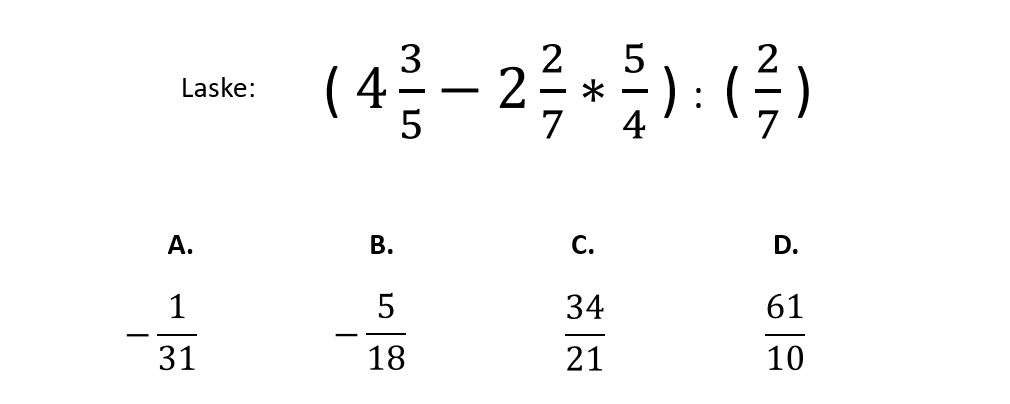 Laske: ( 4 3/5 − 2 2/7 * 5/4 ) : ( 2/7 )
A. B. C. D.
− 1/31 − 5/18 34/21 61/10